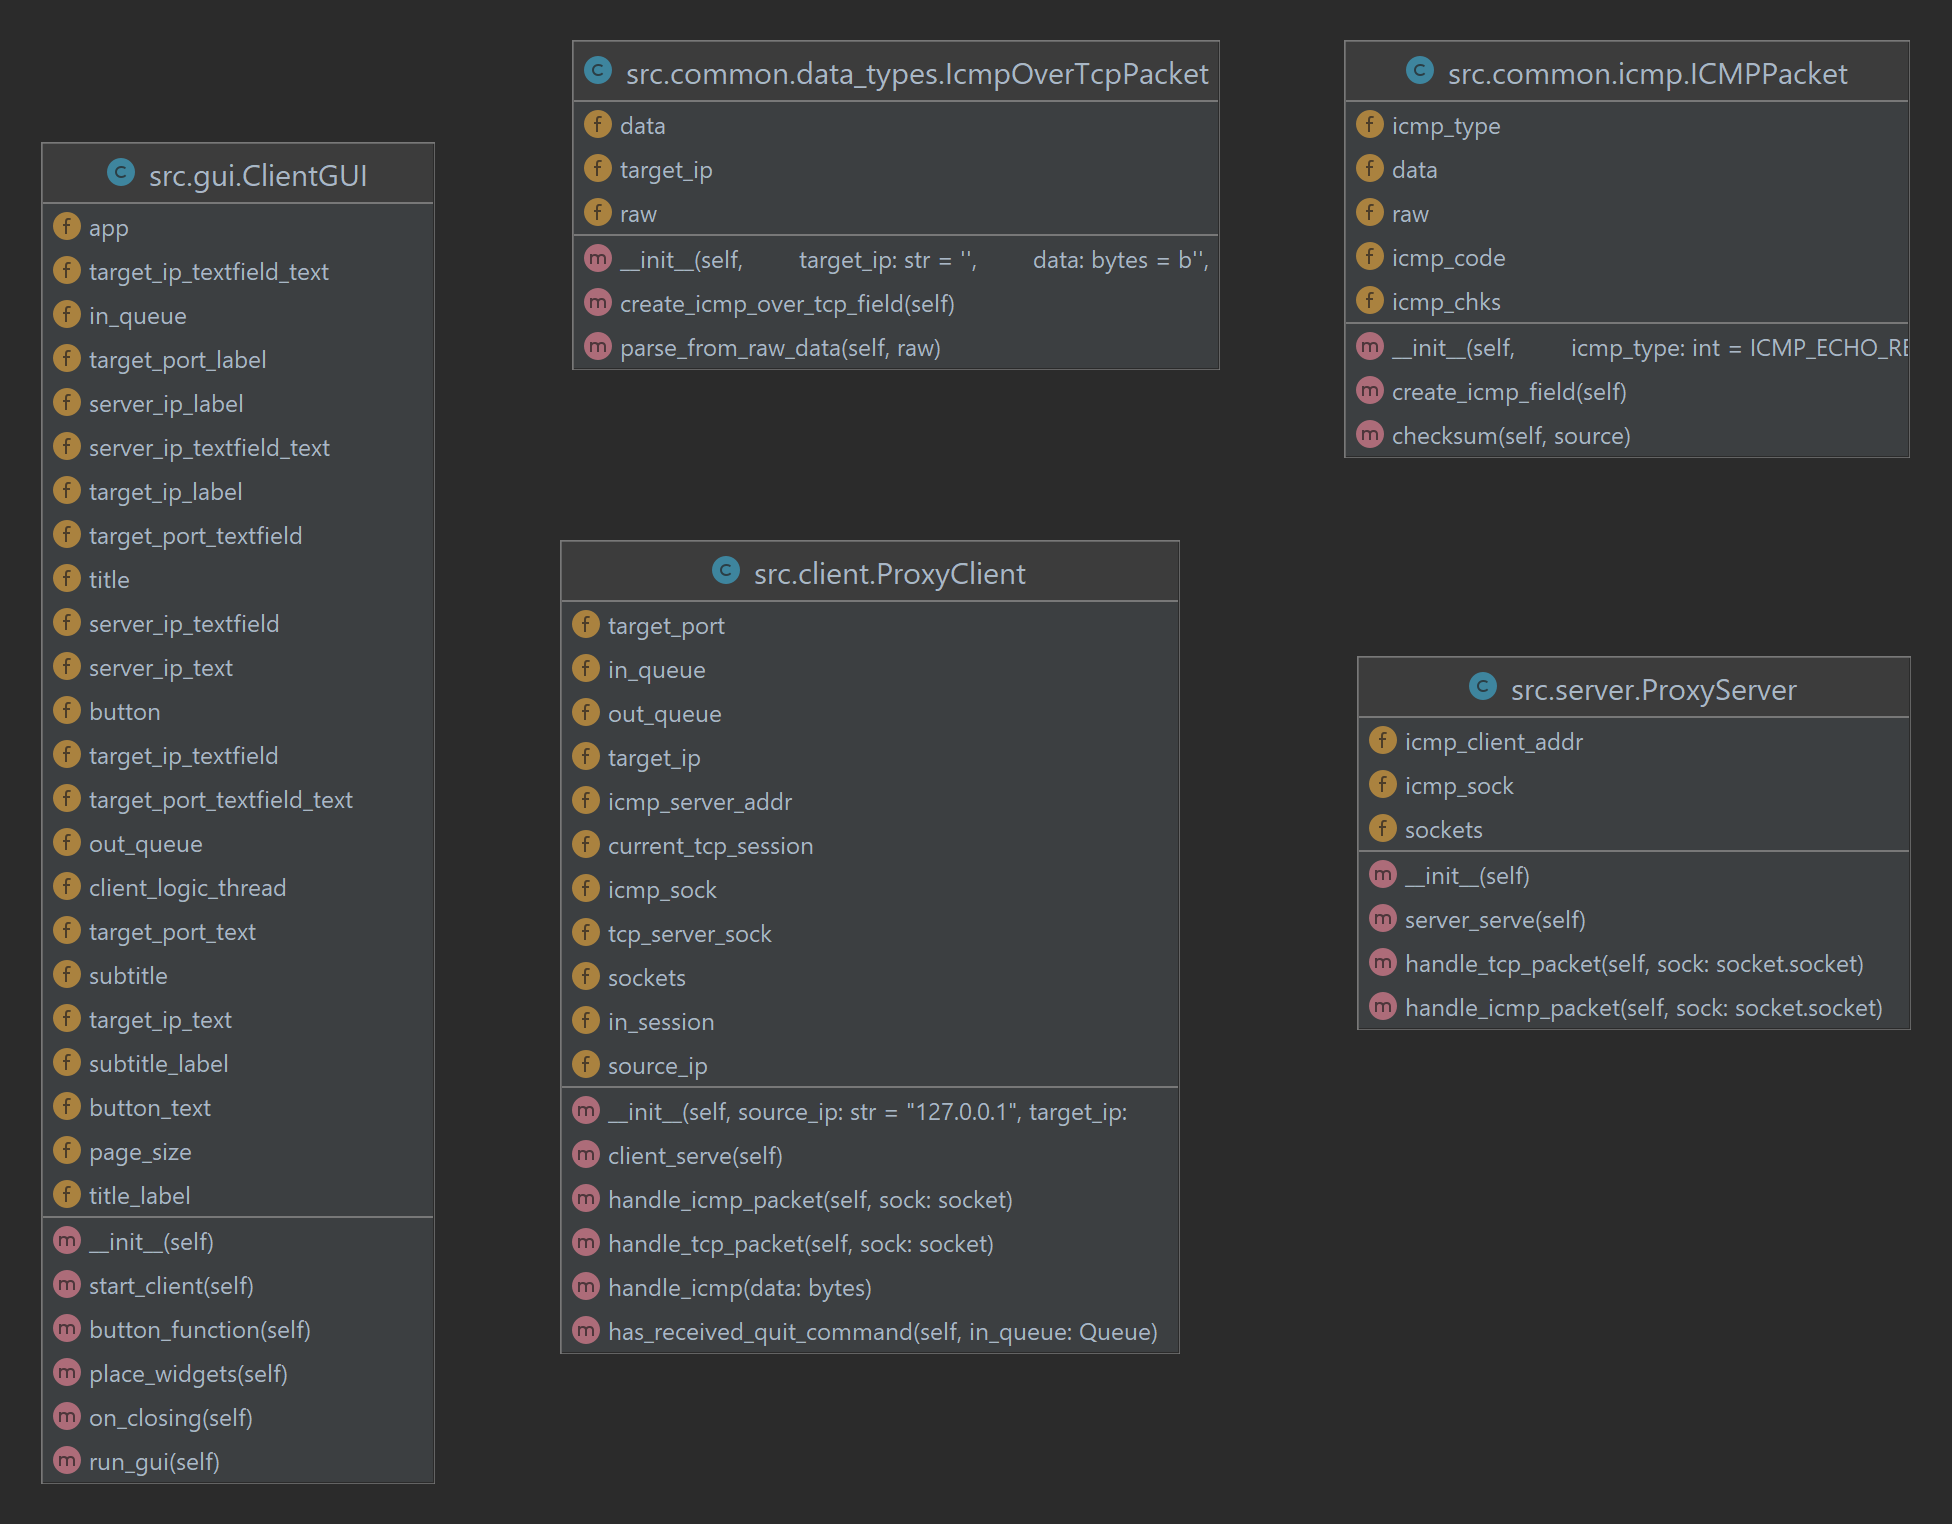 src.gui.ClientGUI
app
target_ip_textfield_text
in_queue
target_port_label
server_ip_label
server_ip_textfield_text
target_ip_label
target_port_textfield
title
server_ip_textfield
server_ip_text
button
target_ip_textfield
target_port_textfield_text
out_queue
client_logic_thread
target_port_text
subtitle
target_ip_text
subtitle_label
button_text
page_size
title_label
__init__(self)
start_client(self)
button_function(self)
place_widgets(self)
on_closing(self)
run_gui(self)
src.common.data_types.IcmpOverTcpPacket
data
target_ip
raw
__init__(self, target_ip: str = '', data: bytes = b'',
create_icmp_over_tcp_field(self)
parse_from_raw_data(self, raw)
src.client.ProxyClient
target_port
in_queue
out_queue
target_ip
icmp_server_addr
current_tcp_session
icmp_sock
tcp_server_sock
sockets
in_session
source_ip
__init__(self, source_ip: str = "127.0.0.1", target_ip:
client_serve(self)
handle_icmp_packet(self, sock: socket)
handle_tcp_packet(self, sock: socket)
handle_icmp(data: bytes)
has_received_quit_command(self, in_queue: Queue)
src.common.icmp.ICMPPacket
icmp_type
data
raw
icmp_code
icmp_chks
__init__(self, icmp_type: int = ICMP_ECHO_RE
create_icmp_field(self)
checksum(self, source)
src.server.ProxyServer
icmp_client_addr
icmp_sock
sockets
__init__(self)
server_serve(self)
handle_tcp_packet(self, sock: socket.socket)
handle_icmp_packet(self, sock: socket.socket)